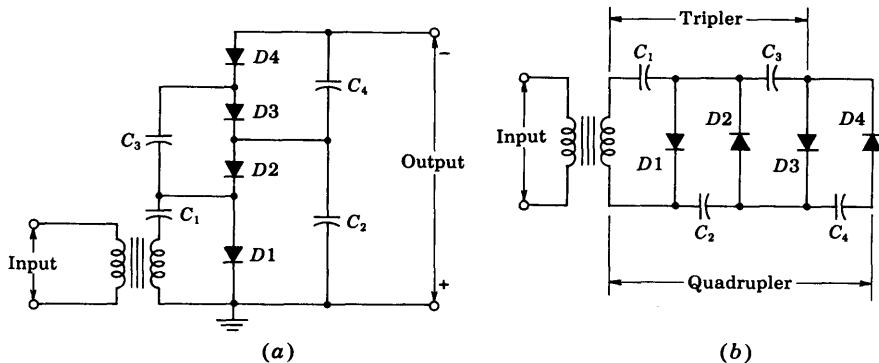 D4
C₄
D3
C₃
D2
Output
−
C₁
C₂
Input
D1
+
(a)
Tripler
C₁
C₃
Input
D1
D2
D3
D4
C₂
C₄
Quadrupler
(b)